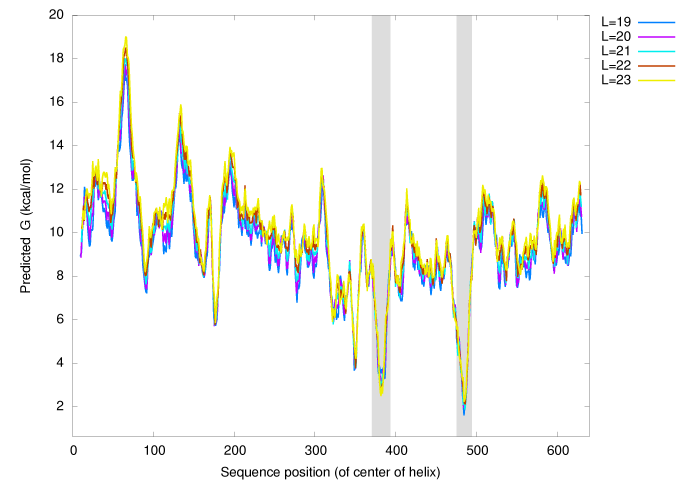 L=19
L=20
L=21
L=22
L=23
20
18
16
14
12
10
8
6
4
2
Predicted G (kcal/mol)
0 100 200 300 400 500 600
Sequence position (of center of helix)